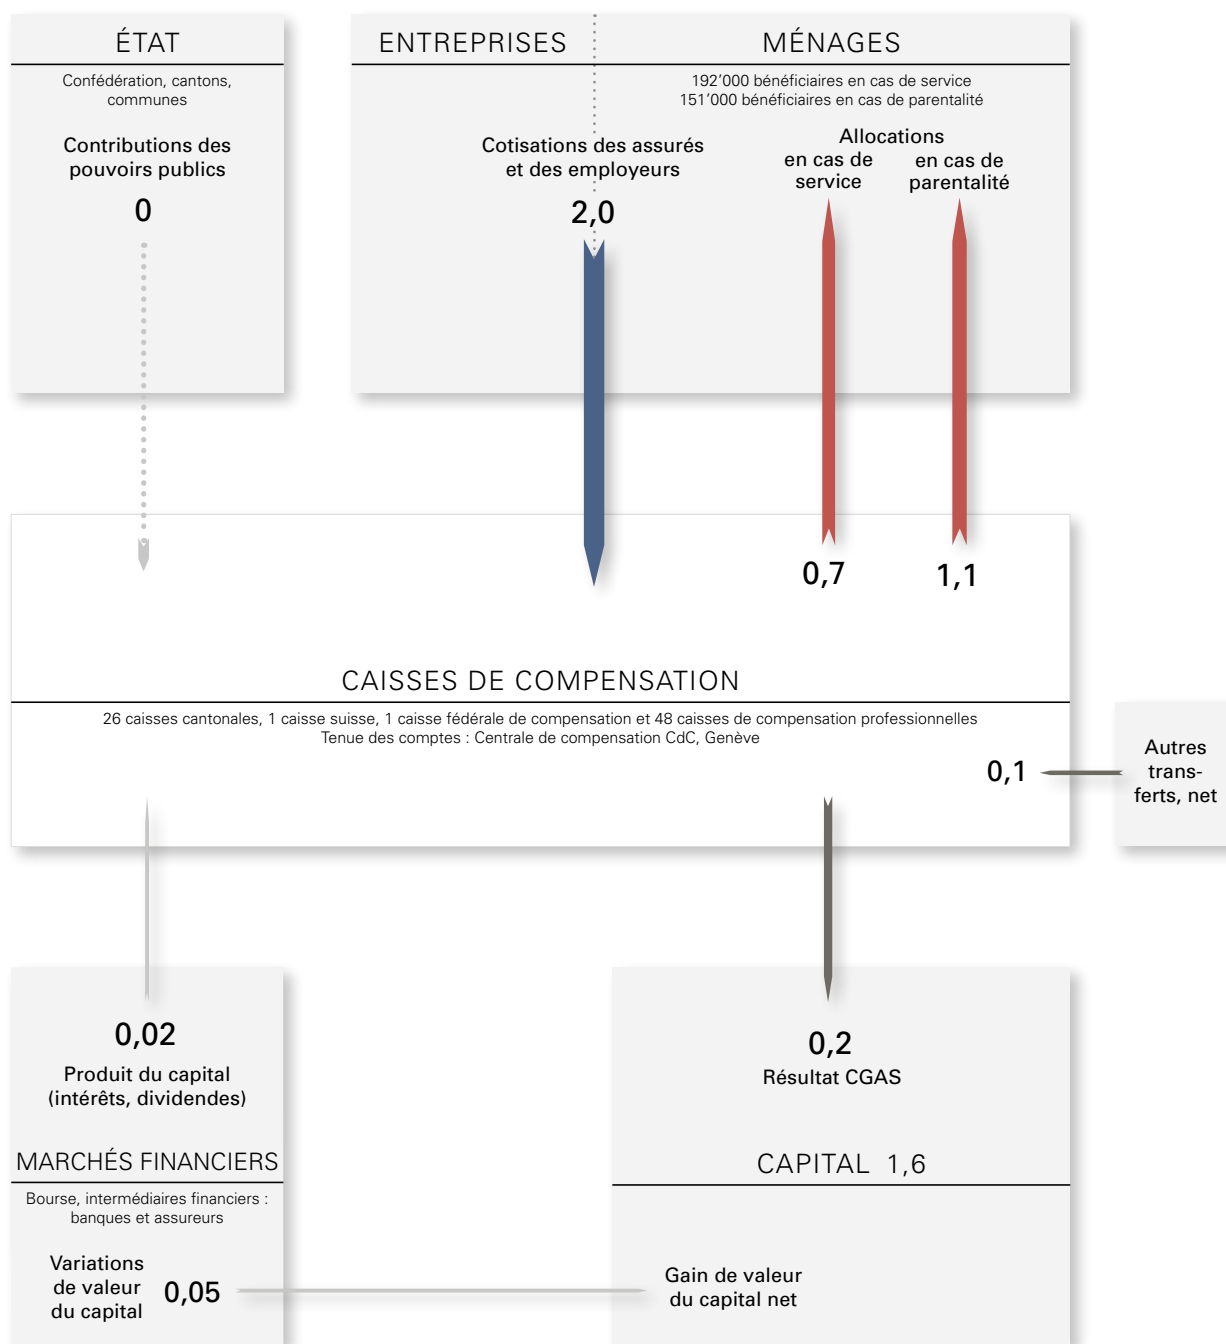 ÉTAT
Confédération, cantons,
communes
Contributions des
pouvoirs publics
0
ENTREPRISES
MÉNAGES
192’000 bénéficiaires en cas de service
151’000 bénéficiaires en cas de parentalité
Cotisations des assurés
et des employeurs
2,0
Allocations
en cas de
service
en cas de
parentalité
0,7
1,1
CAISSES DE COMPENSATION
26 caisses cantonales, 1 caisse suisse, 1 caisse fédérale de compensation et 48 caisses de compensation professionnelles
Tenue des comptes : Centrale de compensation CdC, Genève
0,1
Autres
trans-
ferts, net
0,02
Produit du capital
(intérêts, dividendes)
MARCHÉS FINANCIERS
Bourse, intermédiaires financiers :
banques et assureurs
Variations
de valeur
du capital
0,05
0,2
Résultat CGAS
CAPITAL 1,6
Gain de valeur
du capital net